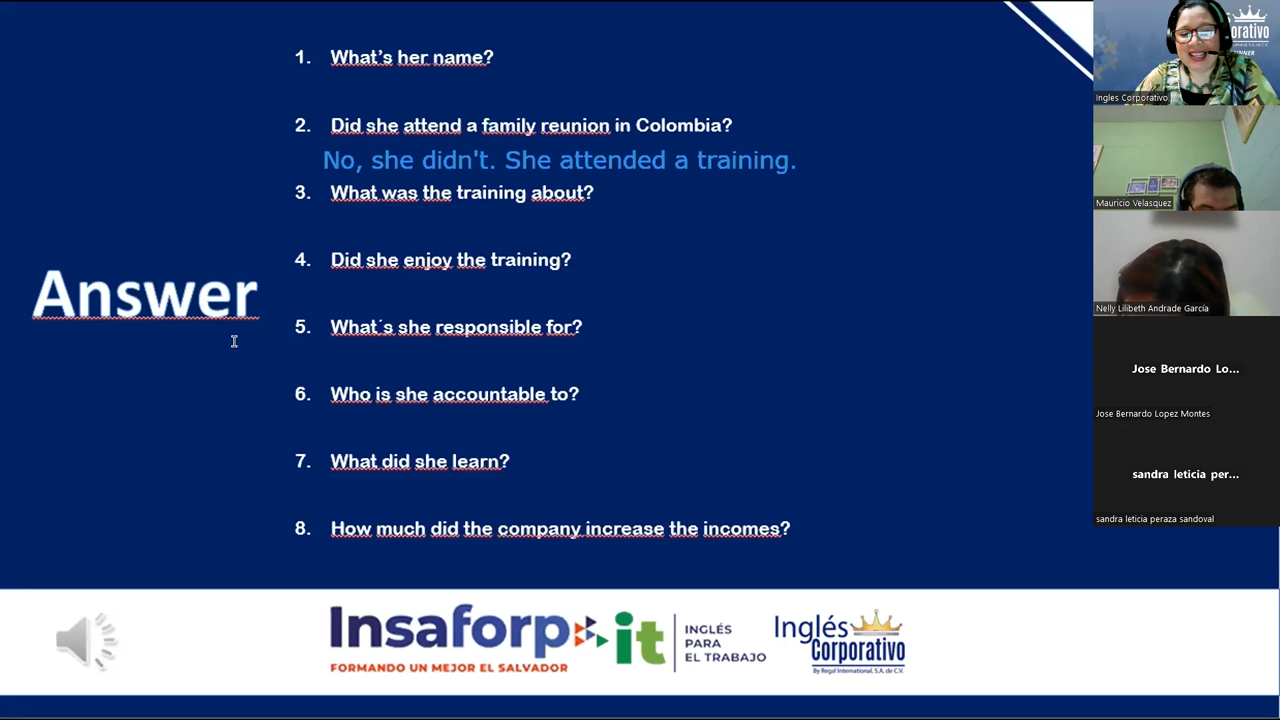 1. What's her name?
2. Did she attend a family reunion in Colombia?
No, she didn't. She attended a training.
3. What was the training about?
4. Did she enjoy the training?
5. What´s she responsible for?
6. Who is she accountable to?
7. What did she learn?
8. How much did the company increase the incomes?
Answer
Insaforp it
FORMANDO UN MEJOR EL SALVADOR
INGLÉS
PARA
EL TRABAJO
Inglés
Corporativo
By Regal International, S.A. de C.V.
Ingles Corporativo
Mauricio Velasquez
Nelly Lilibeth Andrade García
Jose Bernardo Lo...
Jose Bernardo Lopez Montes
sandra leticia per...
sandra leticia peraza sandoval